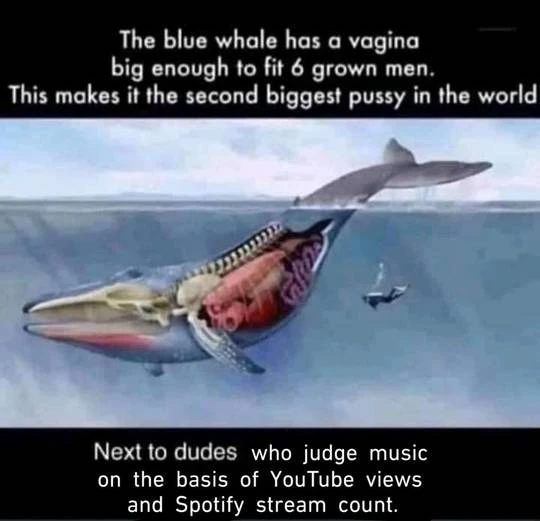 The blue whale has a vagina
big enough to fit 6 grown men.
This makes it the second biggest pussy in the world
Next to dudes who judge music
on the basis of YouTube views
and Spotify stream count.